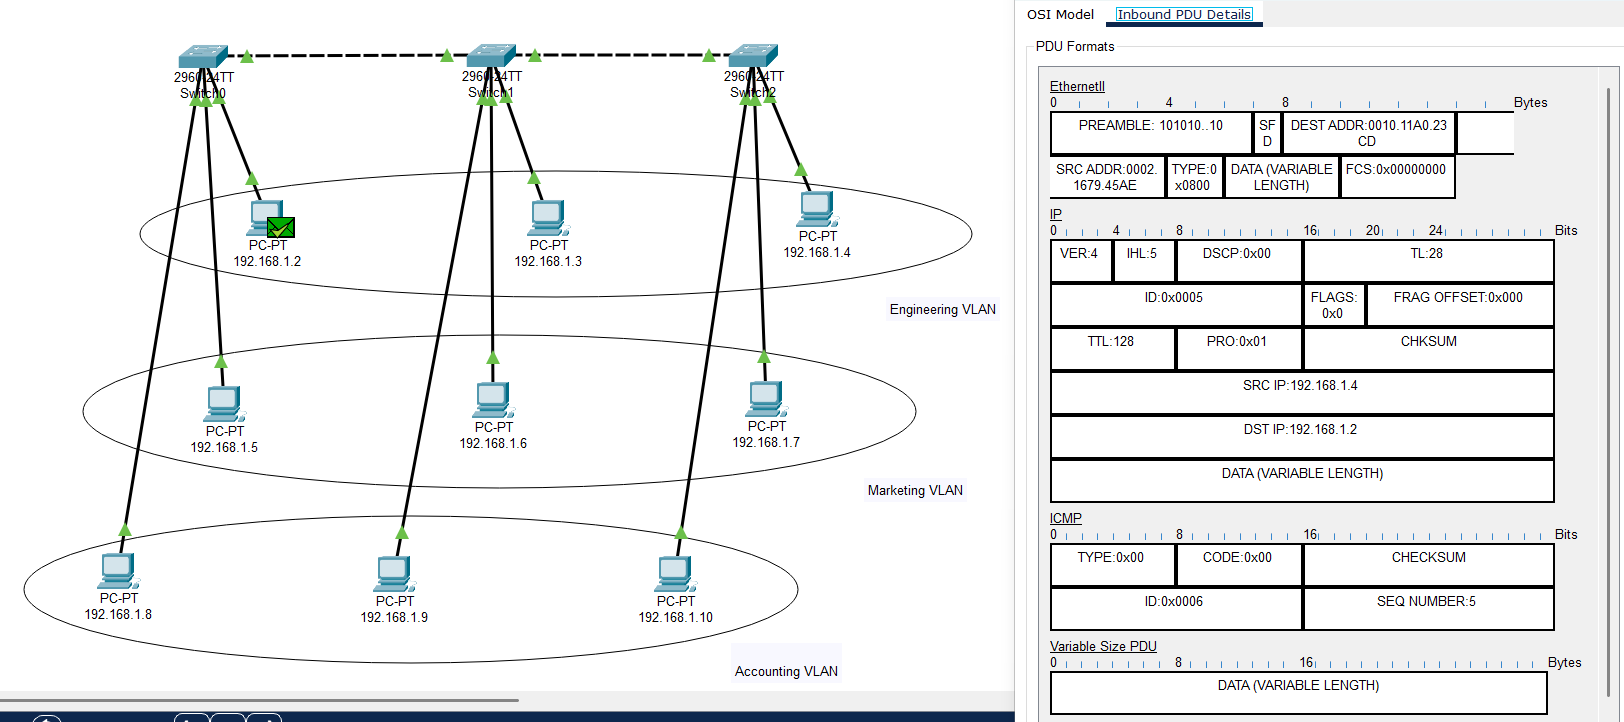 2960-24TT
Switch0
2960-24TT
Switch1
2960-24TT
Switch2
PC-PT
192.168.1.2
PC-PT
192.168.1.3
PC-PT
192.168.1.4
Engineering VLAN
PC-PT
192.168.1.5
PC-PT
192.168.1.6
PC-PT
192.168.1.7
Marketing VLAN
PC-PT
192.168.1.8
PC-PT
192.168.1.9
PC-PT
192.168.1.10
Accounting VLAN
OSI Model Inbound PDU Details
PDU Formats
EthernetII
0 4 8 Bytes
PREAMBLE: 101010..10 SF DEST ADDR:0010.11A0.23
D CD
SRC ADDR:0002. TYPE:0 DATA (VARIABLE FCS:0x00000000
1679.45AE x0800 LENGTH)
IP
0 4 8 16 20 24 Bits
VER:4 IHL:5 DSCP:0x00 TL:28
ID:0x0005 FLAGS: FRAG OFFSET:0x000
0x0
TTL:128 PRO:0x01 CHKSUM
SRC IP:192.168.1.4
DST IP:192.168.1.2
DATA (VARIABLE LENGTH)
ICMP
0 8 16 Bits
TYPE:0x00 CODE:0x00 CHECKSUM
ID:0x0006 SEQ NUMBER:5
Variable Size PDU
0 8 16 Bytes
DATA (VARIABLE LENGTH)